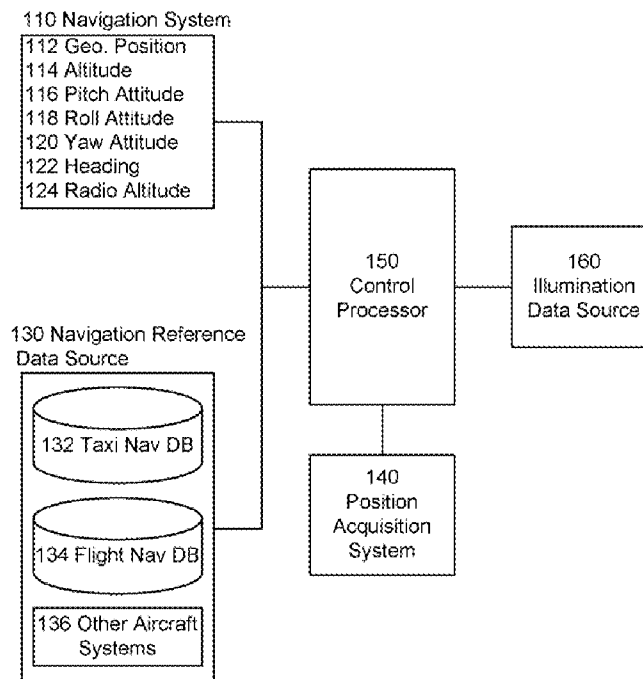 110 Navigation System
112 Geo. Position
114 Altitude
116 Pitch Attitude
118 Roll Attitude
120 Yaw Attitude
122 Heading
124 Radio Altitude
130 Navigation Reference
Data Source
132 Taxi Nav DB
134 Flight Nav DB
136 Other Aircraft
Systems
150
Control
Processor
140
Position
Acquisition
System
160
Illumination
Data Source